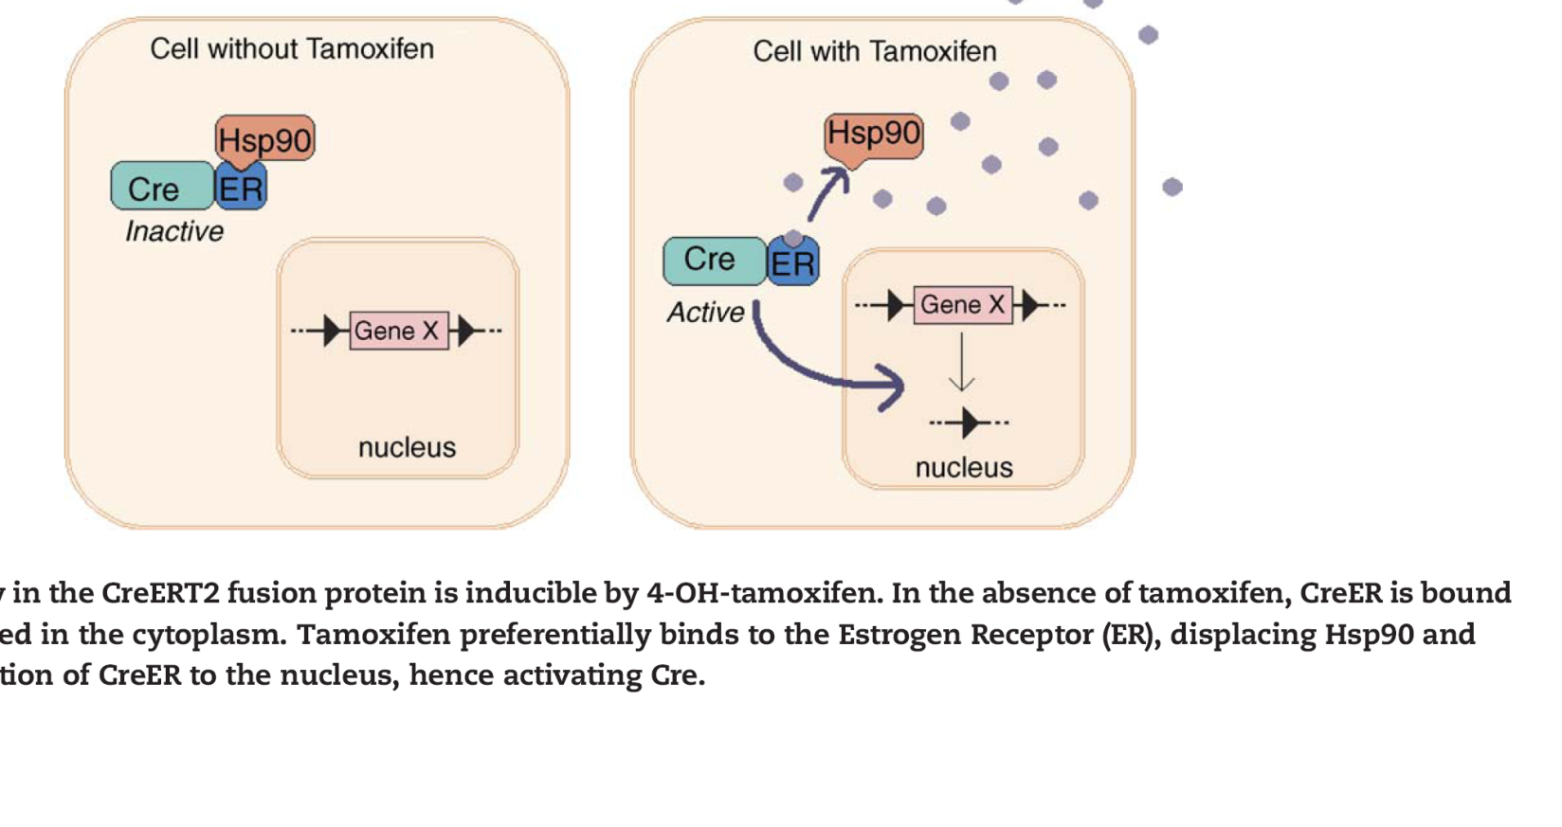 Cell without Tamoxifen
Hsp90
Cre ER
Inactive
Gene X
nucleus
Cell with Tamoxifen
Hsp90
Cre ER
Active
Gene X
nucleus
in the CreERT2 fusion protein is inducible by 4-OH-tamoxifen. In the absence of tamoxifen, CreER is bound
ed in the cytoplasm. Tamoxifen preferentially binds to the Estrogen Receptor (ER), displacing Hsp90 and
tion of CreER to the nucleus, hence activating Cre.